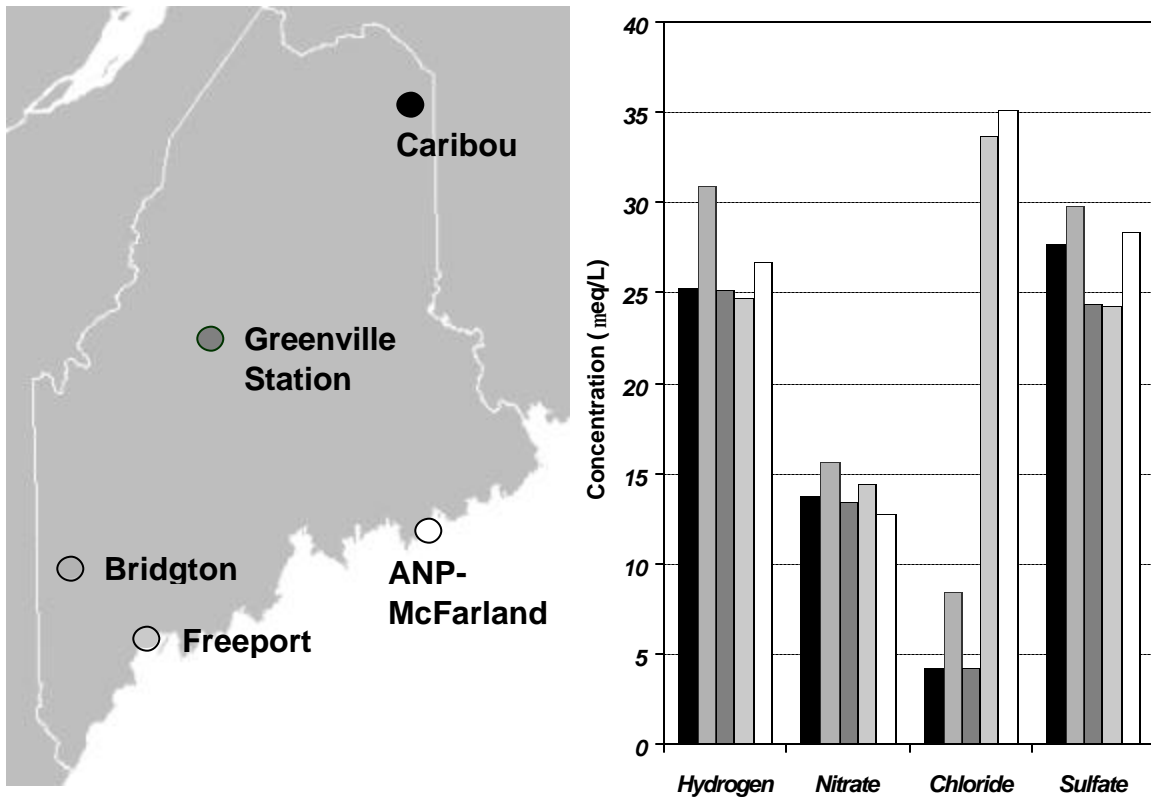 Caribou
Greenville
Station
Bridgton
ANP-
McFarland
Freeport
Concentration ( meq/L)
40
35
30
25
20
15
10
5
0
Hydrogen
Nitrate
Chloride
Sulfate